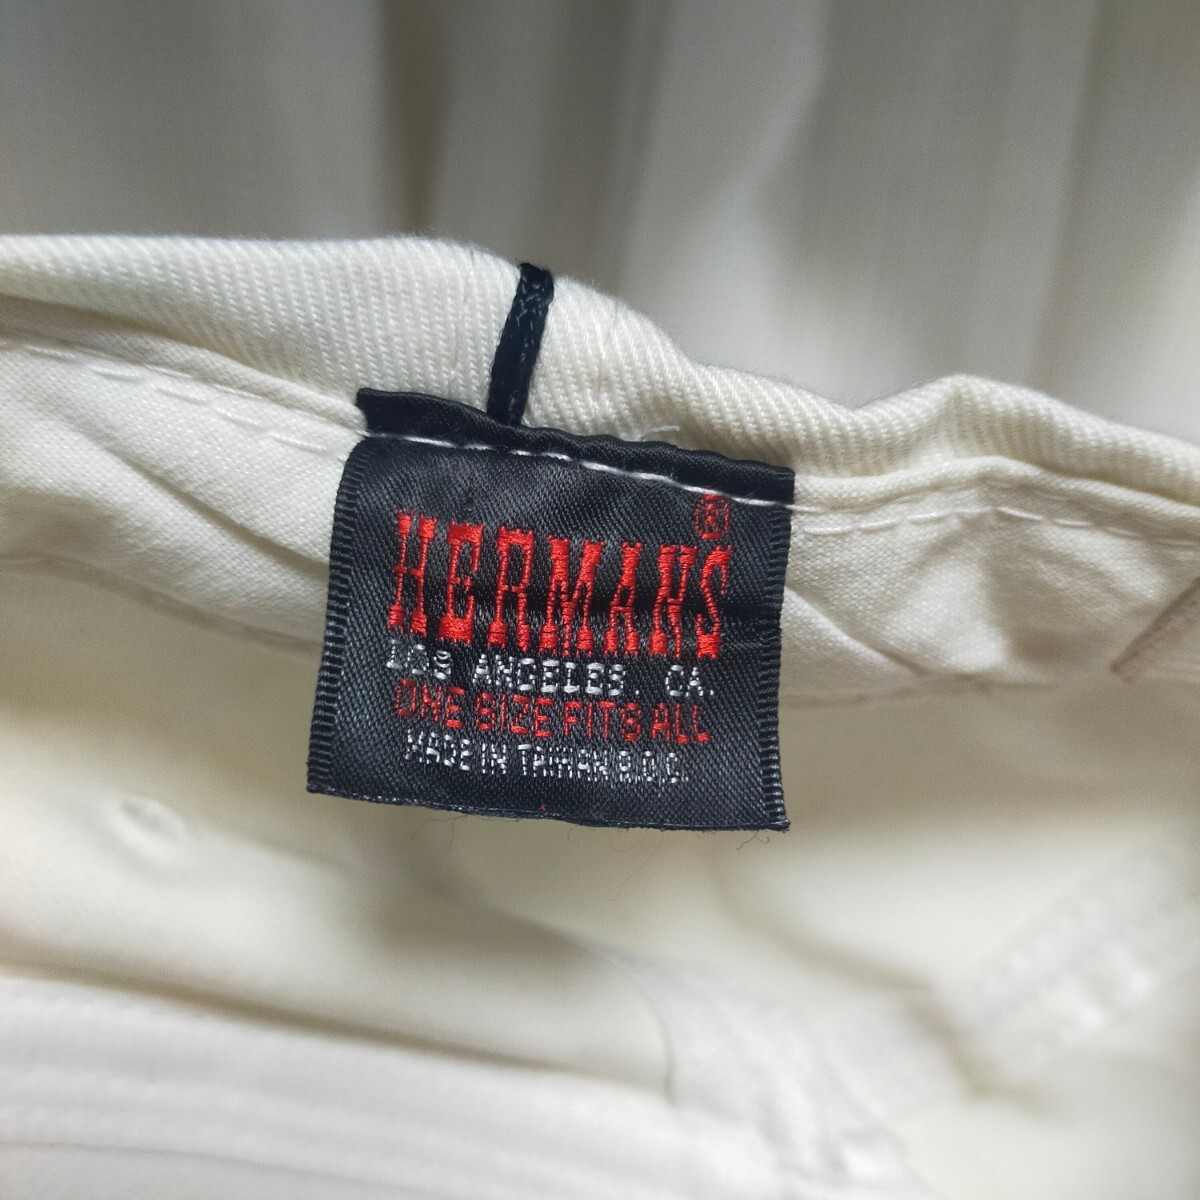 HERMANS®
LOS ANGELES, CA.
ONE SIZE FITS ALL
MADE IN TAIWAN R.O.C.